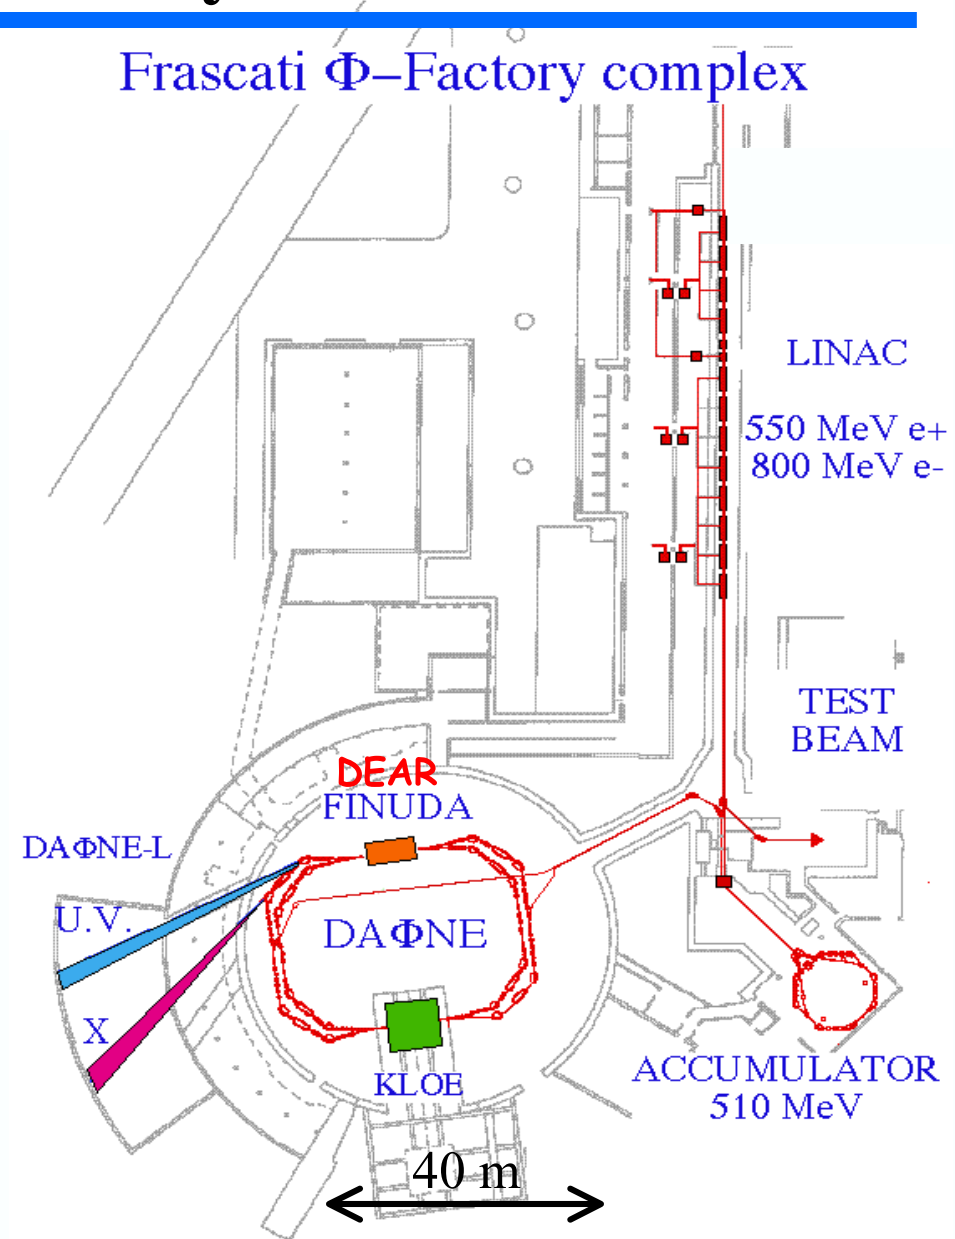 Frascati Φ–Factory complex
LINAC
550 MeV e+
800 MeV e-
TEST
BEAM
DEAR
FINUDA
DAΦNE-L
U.V.
DAΦNE
X
KLOE
ACCUMULATOR
510 MeV
40 m